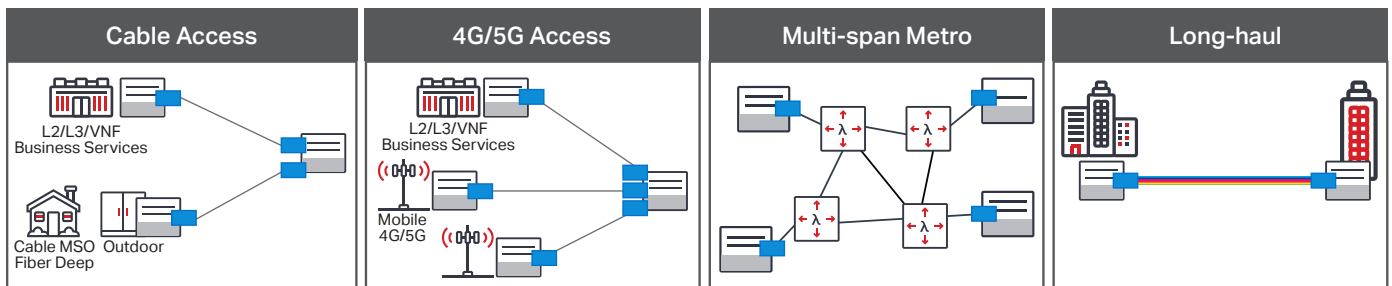 Cable Access
L2/L3/VNF
Business Services
Cable MSO
Fiber Deep
Outdoor
4G/5G Access
L2/L3/VNF
Business Services
Mobile
4G/5G
Multi-span Metro
λ
λ
λ
λ
Long-haul